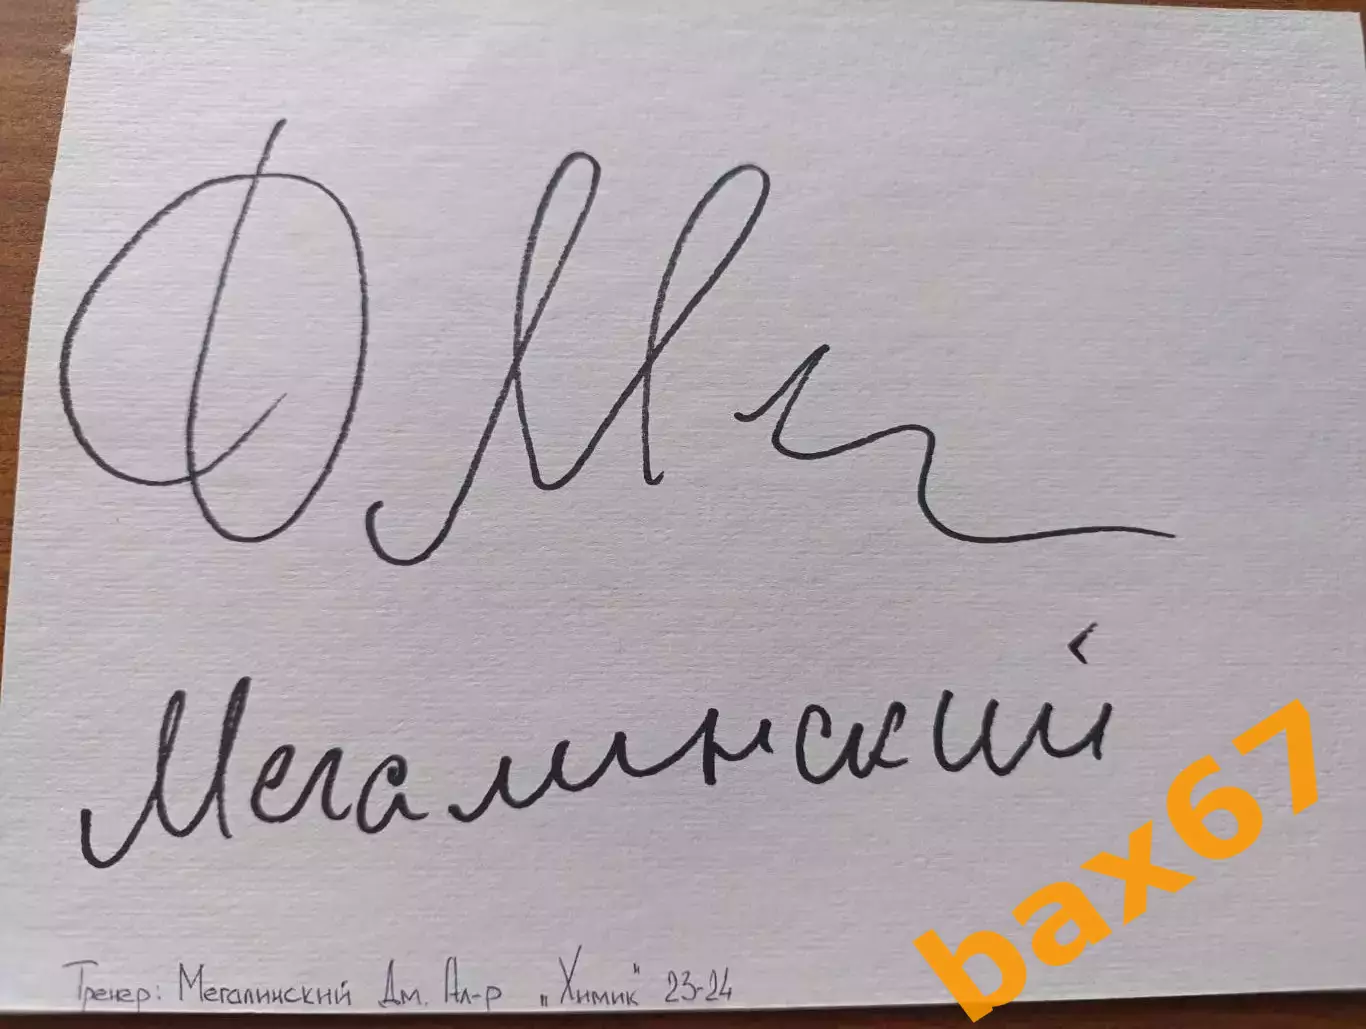 Мегалинский
Тренер: Мегалинский Дм. Ал-р „Химик" 23-24
bax67